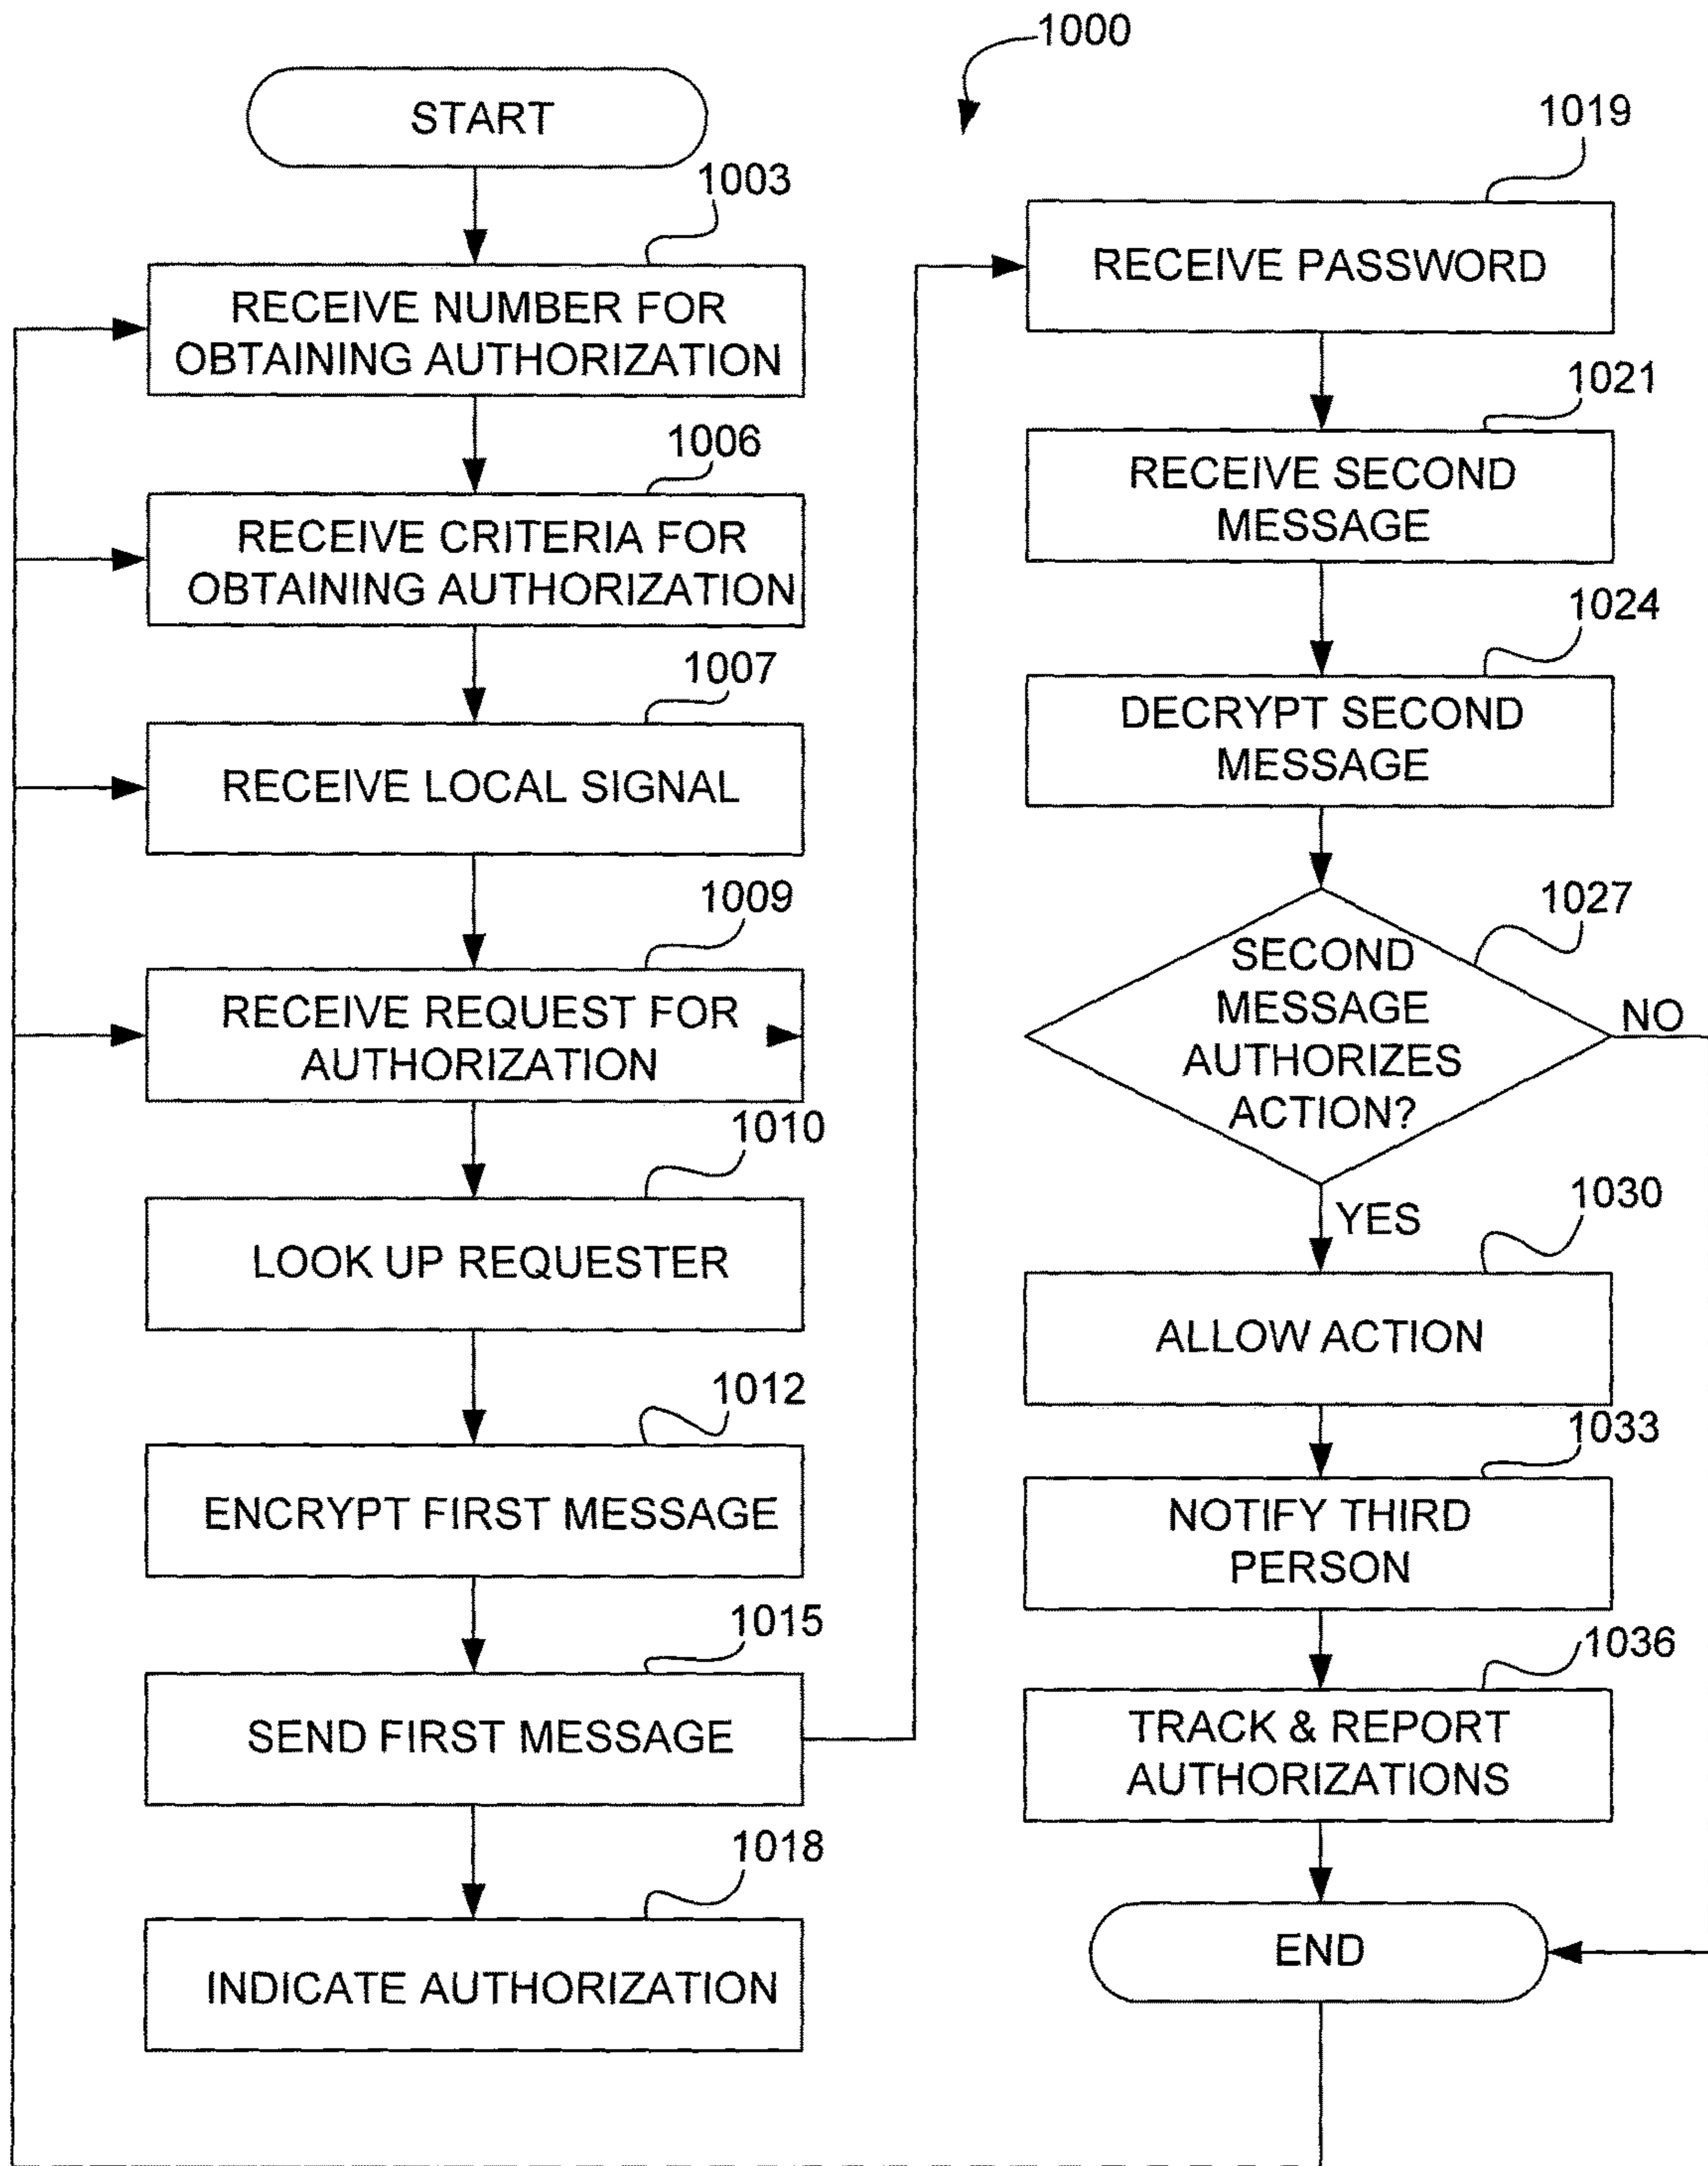 1000
START
1003
RECEIVE NUMBER FOR
OBTAINING AUTHORIZATION
1006
RECEIVE CRITERIA FOR
OBTAINING AUTHORIZATION
1007
RECEIVE LOCAL SIGNAL
1009
RECEIVE REQUEST FOR
AUTHORIZATION
1010
LOOK UP REQUESTER
1012
ENCRYPT FIRST MESSAGE
1015
SEND FIRST MESSAGE
1018
INDICATE AUTHORIZATION
1019
RECEIVE PASSWORD
1021
RECEIVE SECOND
MESSAGE
1024
DECRYPT SECOND
MESSAGE
1027
SECOND
MESSAGE
AUTHORIZES
ACTION?
NO
YES
1030
ALLOW ACTION
1033
NOTIFY THIRD
PERSON
1036
TRACK & REPORT
AUTHORIZATIONS
END